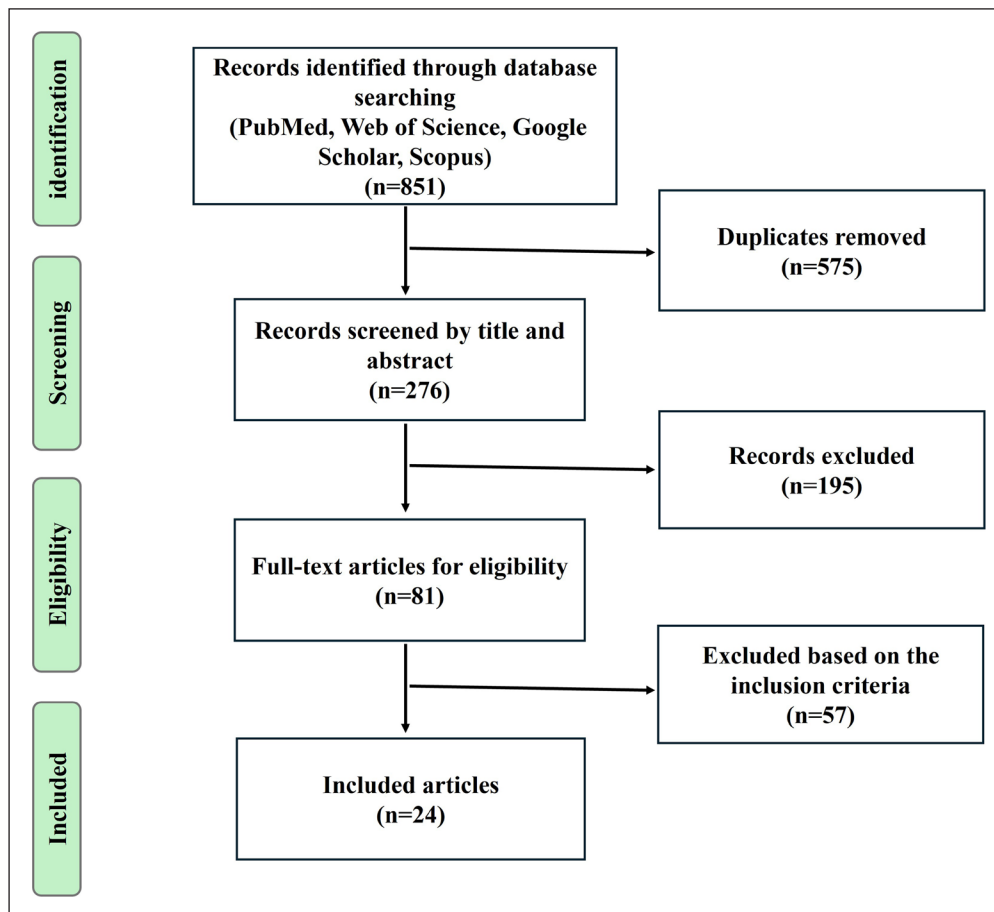 identification
Records identified through database
searching
(PubMed, Web of Science, Google
Scholar, Scopus)
(n=851)
Duplicates removed
(n=575)
Screening
Records screened by title and
abstract
(n=276)
Records excluded
(n=195)
Eligibility
Full-text articles for eligibility
(n=81)
Excluded based on the
inclusion criteria
(n=57)
Included
Included articles
(n=24)